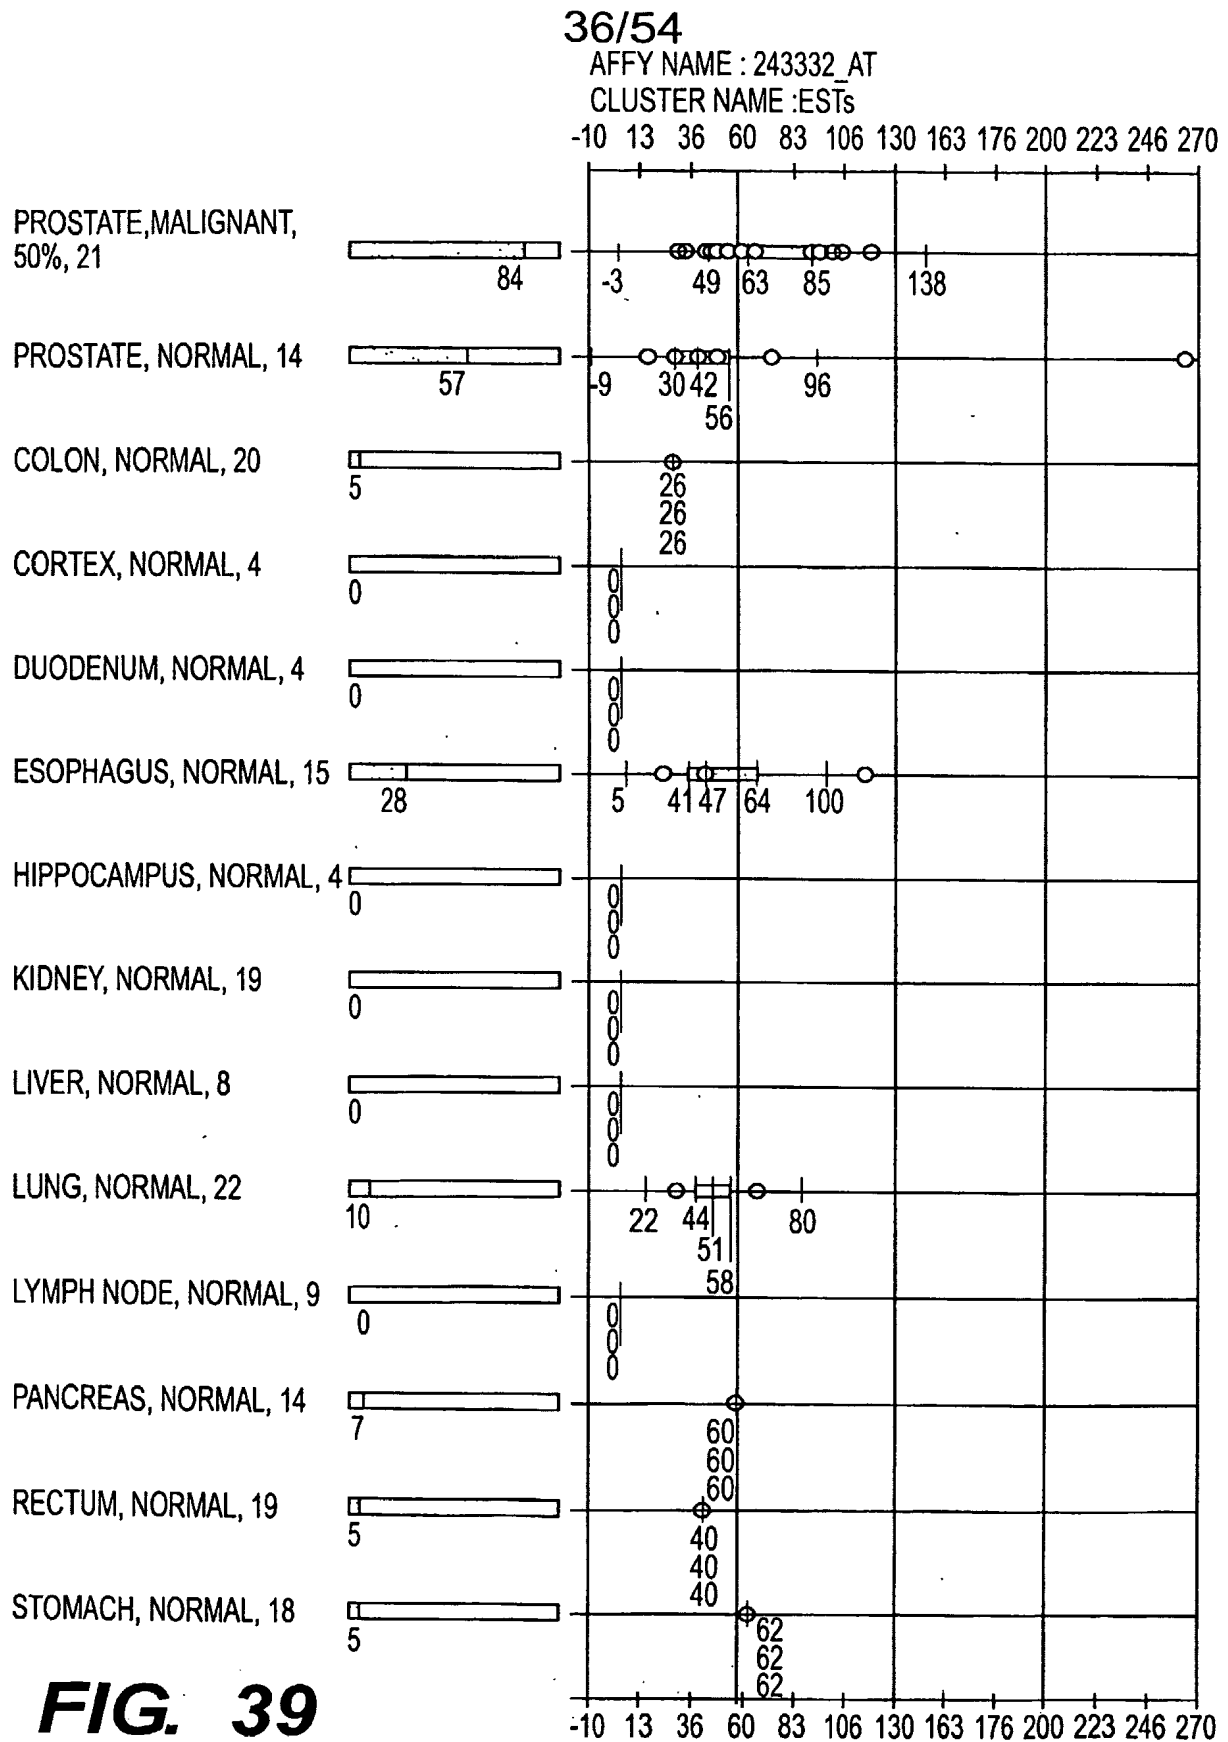 36/54
AFFY NAME : 243332_AT
CLUSTER NAME :ESTs
-10 13 36 60 83 106 130 163 176 200 223 246 270
PROSTATE,MALIGNANT,
50%, 21
84 -3 49 63 85 138
PROSTATE, NORMAL, 14
57 -9 30 42 96
56
COLON, NORMAL, 20
5 26
26
26
CORTEX, NORMAL, 4
0 0
0
0
DUODENUM, NORMAL, 4
0 0
0
0
ESOPHAGUS, NORMAL, 15
28 5 41 47 64 100
HIPPOCAMPUS, NORMAL, 4
0 0
0
0
KIDNEY, NORMAL, 19
0 0
0
0
LIVER, NORMAL, 8
0 0
0
0
LUNG, NORMAL, 22
10 22 44 80
51
58
LYMPH NODE, NORMAL, 9
0 0
0
0
PANCREAS, NORMAL, 14
7 60
60
60
RECTUM, NORMAL, 19
5 40
40
40
STOMACH, NORMAL, 18
5 62
62
62
FIG. 39
-10 13 36 60 83 106 130 163 176 200 223 246 270